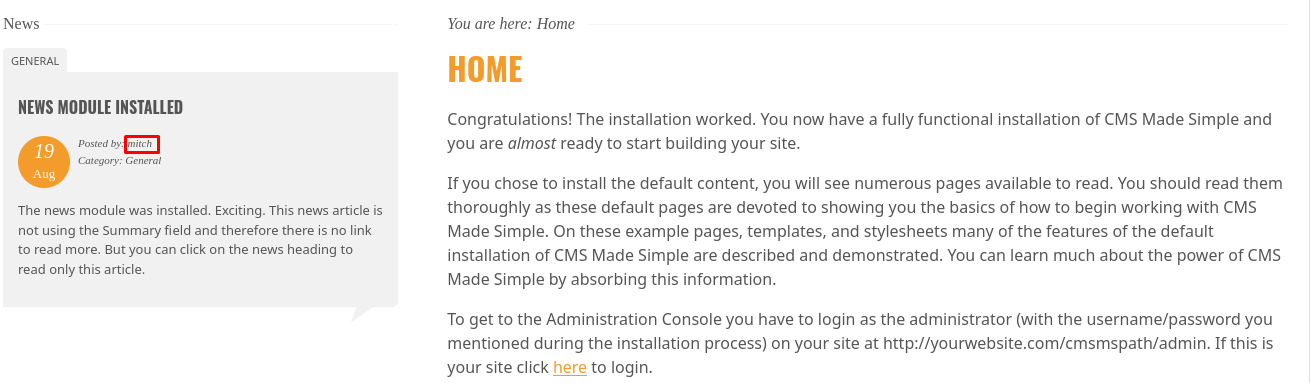 News
GENERAL
NEWS MODULE INSTALLED
19
Aug
Posted by: mitch
Category: General
The news module was installed. Exciting. This news article is
not using the Summary field and therefore there is no link
to read more. But you can click on the news heading to
read only this article.
You are here: Home
HOME
Congratulations! The installation worked. You now have a fully functional installation of CMS Made Simple and
you are almost ready to start building your site.
If you chose to install the default content, you will see numerous pages available to read. You should read them
thoroughly as these default pages are devoted to showing you the basics of how to begin working with CMS
Made Simple. On these example pages, templates, and stylesheets many of the features of the default
installation of CMS Made Simple are described and demonstrated. You can learn much about the power of CMS
Made Simple by absorbing this information.
To get to the Administration Console you have to login as the administrator (with the username/password you
mentioned during the installation process) on your site at http://yourwebsite.com/cmsmspath/admin. If this is
your site click here to login.